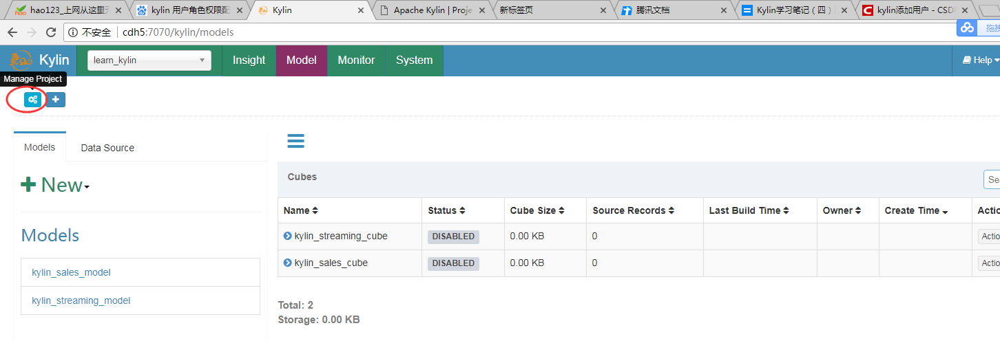 hao123_上网从这里
kylin 用户角色权限配
Kylin
Apache Kylin | Proje
新标签页
腾讯文档
Kylin学习笔记（四）
kylin添加用户 - CSD
不安全 cdh5:7070/kylin/models
拖拽
Kylin
learn_kylin
Insight
Model
Monitor
System
Help
Manage Project
Models
Data Source
New
Cubes
Sea
Name
Status
Cube Size
Source Records
Last Build Time
Owner
Create Time
Actio
kylin_streaming_cube
DISABLED
0.00 KB
0
Actio
kylin_sales_cube
DISABLED
0.00 KB
0
Actio
Models
kylin_sales_model
kylin_streaming_model
Total: 2
Storage: 0.00 KB